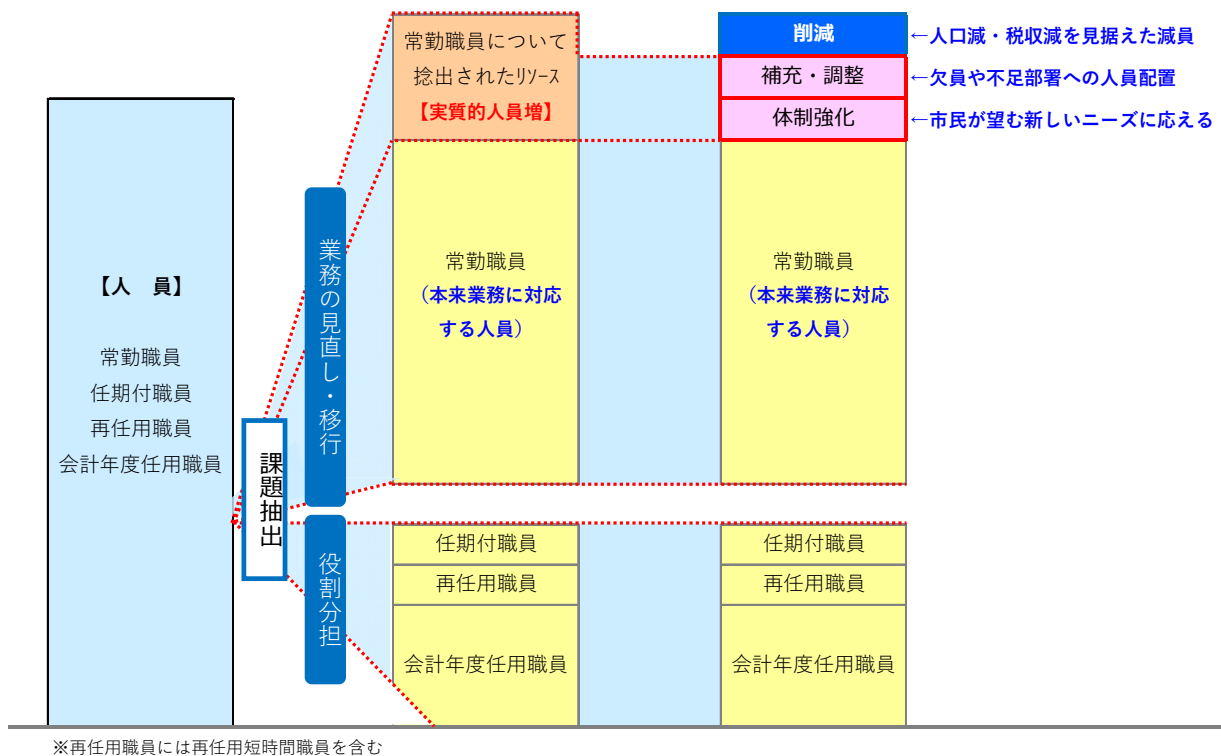 【人　員】
常勤職員
任期付職員
再任用職員
会計年度任用職員
課題抽出
業務の見直し・移行
役割分担
常勤職員について
捻出されたﾘｿｰｽ
【実質的人員増】
常勤職員
（本来業務に対応
する人員）
任期付職員
再任用職員
会計年度任用職員
削減
←人口減・税収減を見据えた減員
補充・調整
←欠員や不足部署への人員配置
体制強化
←市民が望む新しいニーズに応える
常勤職員
（本来業務に対応
する人員）
任期付職員
再任用職員
会計年度任用職員
※再任用職員には再任用短時間職員を含む